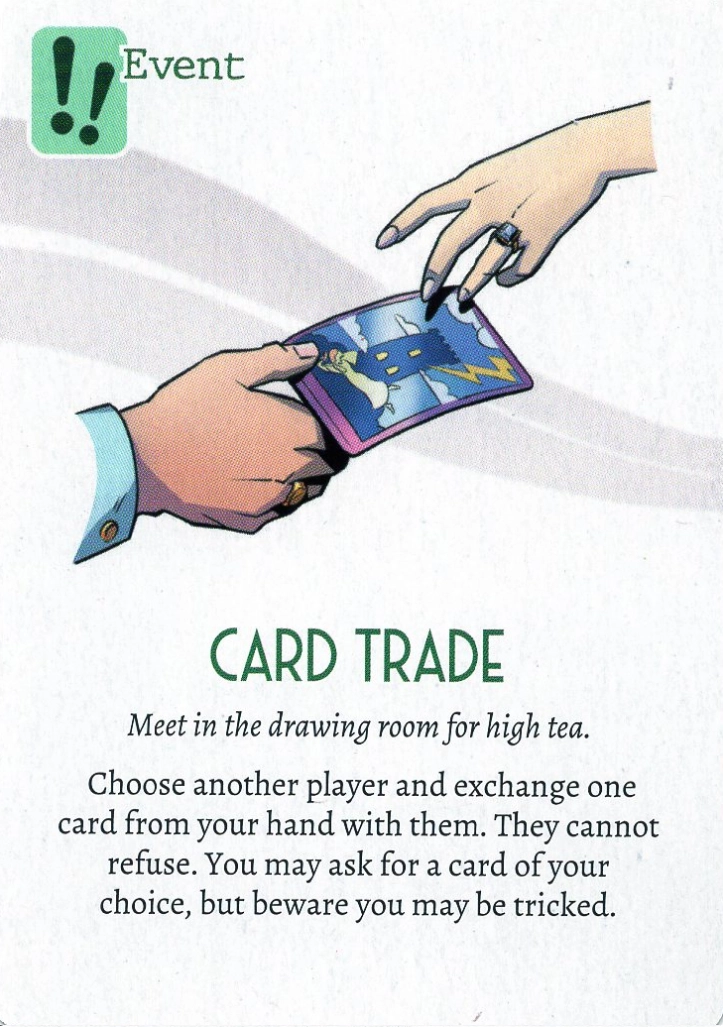 !! Event
CARD TRADE
Meet in the drawing room for high tea.
Choose another player and exchange one
card from your hand with them. They cannot
refuse. You may ask for a card of your
choice, but beware you may be tricked.